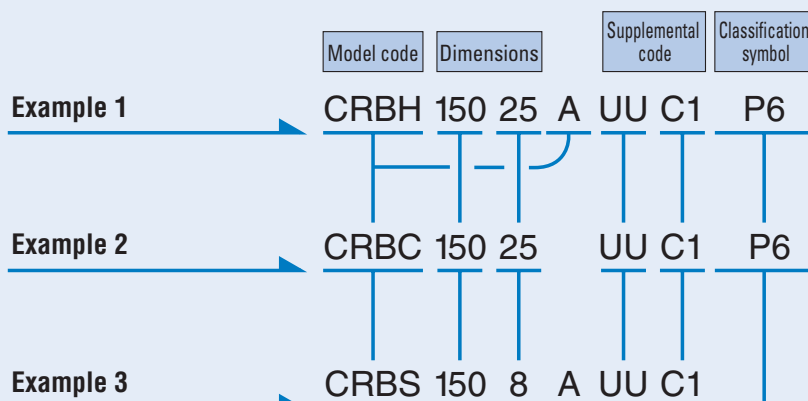 Model code Dimensions Supplemental code Classification symbol
Example 1 CRBH 150 25 A UU C1 P6
Example 2 CRBC 150 25 UU C1 P6
Example 3 CRBS 150 8 A UU C1